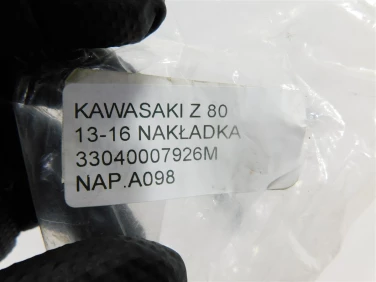 KAWASAKI Z 80
13-16 NAKŁADKA
33040007926M
NAP.A098